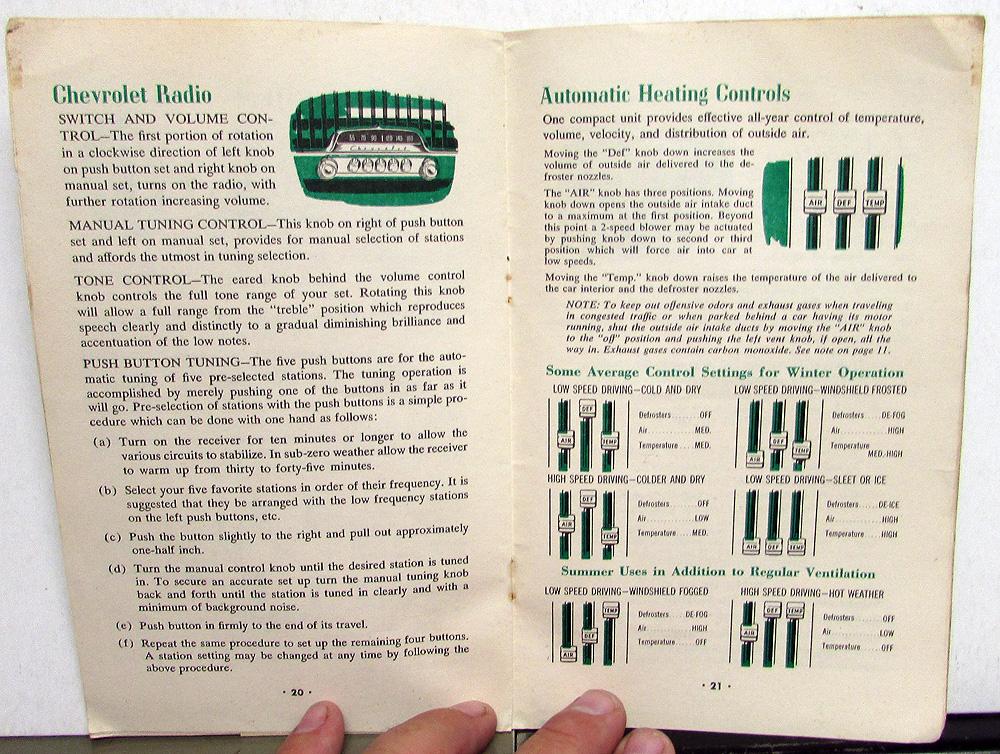 Chevrolet Radio
SWITCH AND VOLUME CON-
TROL—The first portion of rotation
in a clockwise direction of left knob
on push button set and right knob on
manual set, turns on the radio, with
further rotation increasing volume.
MANUAL TUNING CONTROL—This knob on right of push button
set and left on manual set, provides for manual selection of stations
and affords the utmost in tuning selection.
TONE CONTROL—The eared knob behind the volume control
knob controls the full tone range of your set. Rotating this knob
will allow a full range from the "treble" position which reproduces
speech clearly and distinctly to a gradual diminishing brilliance and
accentuation of the low notes.
PUSH BUTTON TUNING—The five push buttons are for the auto-
matic tuning of five pre-selected stations. The tuning operation is
accomplished by merely pushing one of the buttons in as far as it
will go. Pre-selection of stations with the push buttons is a simple pro-
cedure which can be done with one hand as follows:
(a) Turn on the receiver for ten minutes or longer to allow the
various circuits to stabilize. In sub-zero weather allow the receiver
to warm up from thirty to forty-five minutes.
(b) Select your five favorite stations in order of their frequency. It is
suggested that they be arranged with the low frequency stations
on the left push buttons, etc.
(c) Push the button slightly to the right and pull out approximately
one-half inch.
(d) Turn the manual control knob until the desired station is tuned
in. To secure an accurate set up turn the manual tuning knob
back and forth until the station is tuned in clearly and with a
minimum of background noise.
(e) Push button in firmly to the end of its travel.
(f) Repeat the same procedure to set up the remaining four buttons.
A station setting may be changed at any time by following the
above procedure.
· 20 ·
Automatic Heating Controls
One compact unit provides effective all-year control of temperature,
volume, velocity, and distribution of outside air.
Moving the "Def" knob down increases the
volume of outside air delivered to the de-
froster nozzles.
The "AIR" knob has three positions. Moving
knob down opens the outside air intake duct
to a maximum at the first position. Beyond
this point a 2-speed blower may be actuated
by pushing knob down to second or third
position which will force air into car at
low speeds.
AIR DEF TEMP
Moving the "Temp." knob down raises the temperature of the air delivered to
the car interior and the defroster nozzles.
NOTE: To keep out offensive odors and exhaust gases when traveling
in congested traffic or when parked behind a car having its motor
running, shut the outside air intake ducts by moving the "AIR" knob
to the "off" position and pushing the left vent knob, if open, all the
way in. Exhaust gases contain carbon monoxide. See note on page 11.
Some Average Control Settings for Winter Operation
LOW SPEED DRIVING—COLD AND DRY
AIR DEF TEMP
Defrosters......OFF
Air..........MED.
Temperature....MED.
LOW SPEED DRIVING—WINDSHIELD FROSTED
AIR DEF TEMP
Defrosters....DE-FOG
Air..........HIGH
Temperature
MED.-HIGH
HIGH SPEED DRIVING—COLDER AND DRY
AIR DEF TEMP
Defrosters......OFF
Air..........LOW
Temperature....MED.
LOW SPEED DRIVING—SLEET OR ICE
AIR DEF TEMP
Defrosters....DE-ICE
Air..........HIGH
Temperature....HIGH
Summer Uses in Addition to Regular Ventilation
LOW SPEED DRIVING—WINDSHIELD FOGGED
AIR DEF TEMP
Defrosters....DE-FOG
Air..........HIGH
Temperature....OFF
HIGH SPEED DRIVING—HOT WEATHER
AIR DEF TEMP
Defrosters......OFF
Air..........LOW
Temperature....OFF
· 21 ·